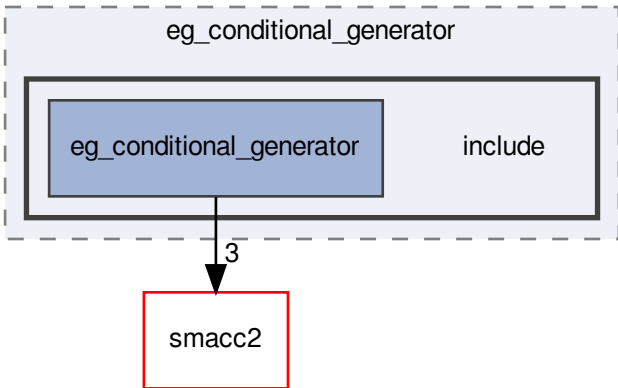 eg_conditional_generator
eg_conditional_generator include
3
smacc2